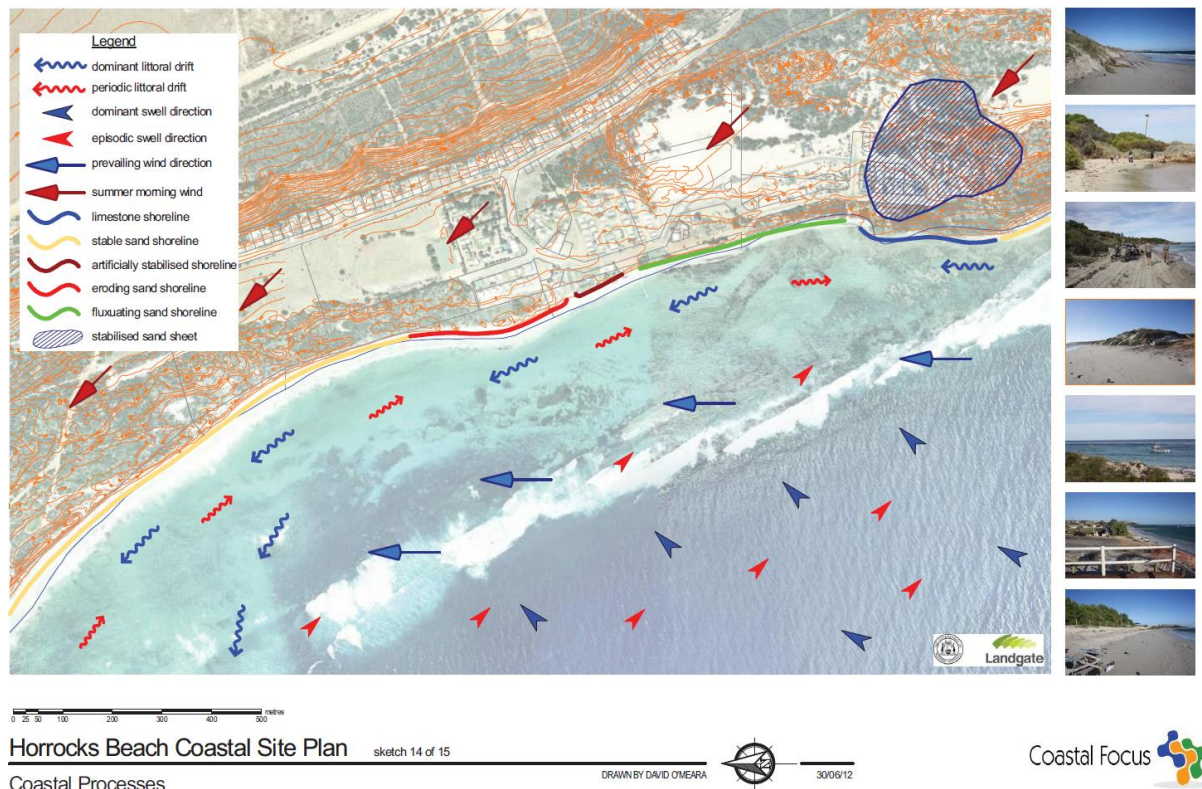 Legend
dominant littoral drift
periodic littoral drift
dominant swell direction
episodic swell direction
prevailing wind direction
summer morning wind
limestone shoreline
stable sand shoreline
artificially stabilised shoreline
eroding sand shoreline
fluxuating sand shoreline
stabilised sand sheet
Landgate
0 25 50 100 200 300 400 500 metres
Horrocks Beach Coastal Site Plan sketch 14 of 15
Coastal Processes
DRAWN BY DAVID O'MEARA
30/06/12
Coastal Focus